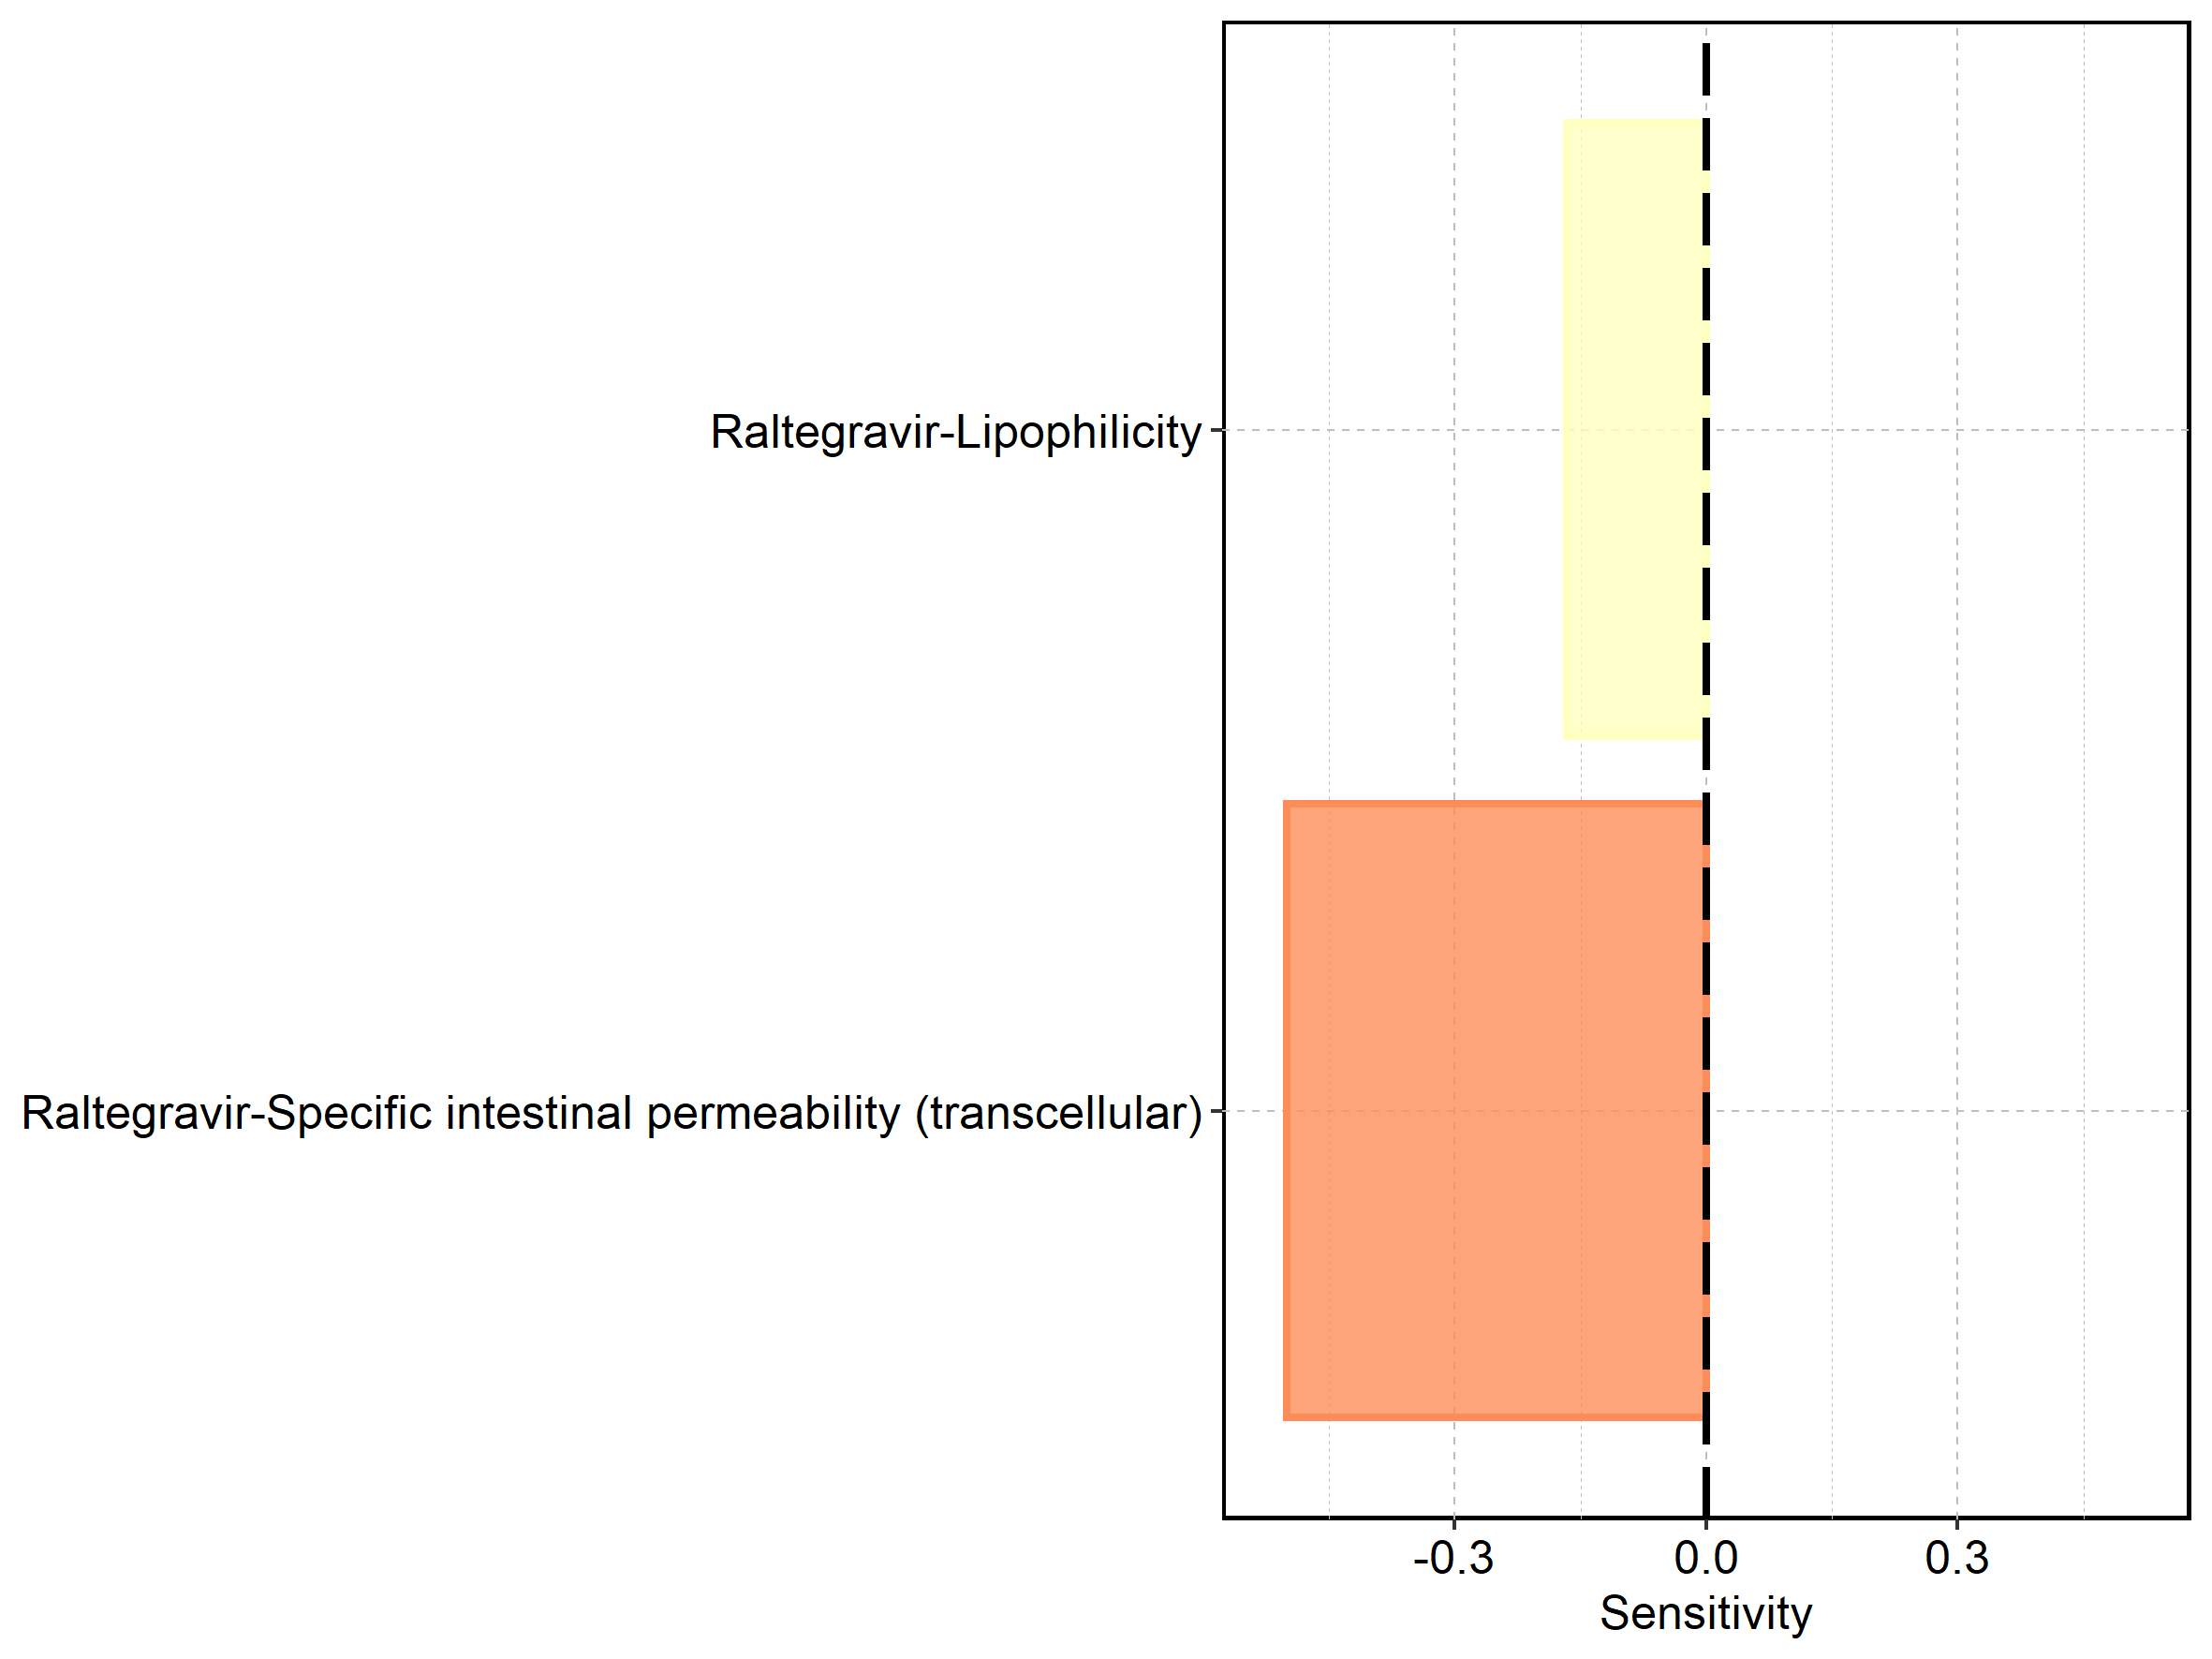 Raltegravir-Lipophilicity
Raltegravir-Specific intestinal permeability (transcellular)
-0.3 0.0 0.3
Sensitivity